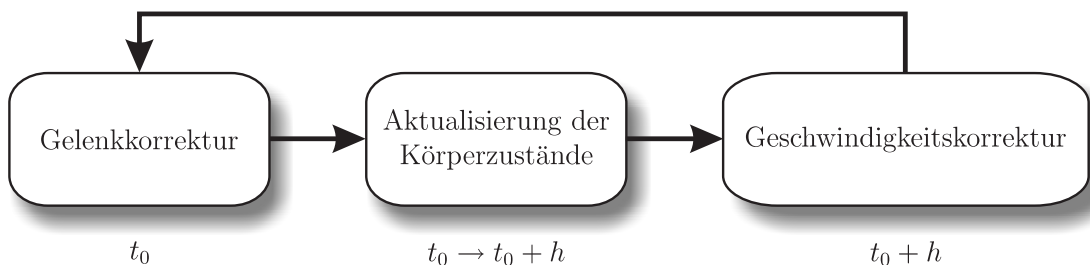 Gelenkkorrektur
Aktualisierung der
Körperzustände
Geschwindigkeitskorrektur
t₀
t₀ → t₀ + h
t₀ + h